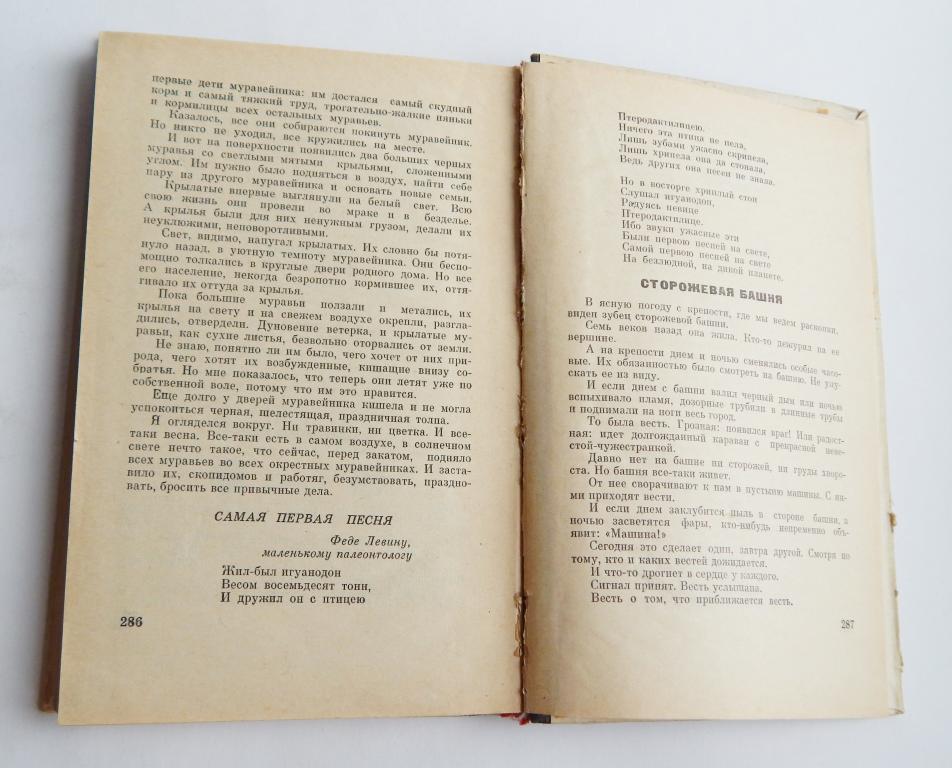 первые дети муравейника: им достался самый скудный
корм и самый тяжкий труд, трогательно-жалкие няньки
и кормилицы всех остальных муравьев.
Казалось, все они собираются покинуть муравейник.
Но никто не уходил, все кружились на месте.
И вот на поверхности появились два больших черных
муравья со светлыми мятыми крыльями, сложенными
углом. Им нужно было подняться в воздух, найти себе
пару из другого муравейника и основать новые семьи.
Крылатые впервые выглянули на белый свет. Всю
свою жизнь они провели во мраке и в безделье.
А крылья были для них ненужным грузом, делали их
неуклюжими, неповоротливыми.
Свет, видимо, напугал крылатых. Их словно бы потя-
нуло назад, в уютную темноту муравейника. Они беспо-
мощно толкались в круглые двери родного дома. Но все
его население, некогда безропотно кормившее их, оття-
гивало их оттуда за крылья.
Пока большие муравьи ползали и метались, их
крылья на свету и на свежем воздухе окрепли, разгла-
дились, отвердели. Дуновение ветерка, и крылатые му-
равьи, как сухие листья, безвольно оторвались от земли.
Не знаю, понятно ли им было, чего хочет от них при-
рода, чего хотят их возбужденные, кишащие внизу со-
братья. Но мне показалось, что теперь они летят уже по
собственной воле, потому что им это нравится.
Еще долго у дверей муравейника кишела и не могла
успокоиться черная, шелестящая, праздничная толпа.
Я огляделся вокруг. Ни травинки, ни цветка. И все-
таки весна. Все-таки есть в самом воздухе, в солнечном
свете нечто такое, что сейчас, перед закатом, подняло
всех муравьев во всех окрестных муравейниках. И заста-
вило их, скопидомов и работяг, безумствовать, праздно-
вать, бросить все привычные дела.
САМАЯ ПЕРВАЯ ПЕСНЯ
Феде Левину,
маленькому палеонтологу
Жил-был игуанодон
Весом восемьдесят тонн,
И дружил он с птицею
286
Птеродактилицею.
Ничего эта птица не пела,
Лишь зубами ужасно скрипела,
Лишь хрипела она да стонала,
Ведь других она песен не знала.
Но в восторге хриплый стон
Слушал игуанодон,
Радуясь певице
Птеродактилице.
Ибо звуки ужасные эти
Были первою песней на свете,
Самой первою песней на свете
На безлюдной, на дикой планете.
СТОРОЖЕВАЯ БАШНЯ
В ясную погоду с крепости, где мы ведем раскопки,
виден зубец сторожевой башни.
Семь веков назад она жила. Кто-то дежурил на ее
вершине.
А на крепости днем и ночью сменялись особые часо-
вые. Их обязанностью было смотреть на башню. Не упу-
скать ее из виду.
И если днем с башни валил черный дым или ночью
вспыхивало пламя, дозорные трубили в длинные трубы
и поднимали на ноги весь город.
То была весть. Грозная: появился враг! Или радост-
ная: идет долгожданный караван с прекрасной неве-
стой-чужестранкой.
Давно нет на башне ни сторожей, ни груды хворо-
ста. Но башня все-таки живет.
От нее сворачивают к нам в пустыню машины. С ни-
ми приходят вести.
И если днем заклубится пыль в стороне башни, а
ночью засветятся фары, кто-нибудь непременно объ-
явит: «Машина!»
Сегодня это сделает один, завтра другой. Смотря по
тому, кто и каких вестей дожидается.
И что-то дрогнет в сердце у каждого.
Сигнал принят. Весть услышана.
Весть о том, что приближается весть.
287